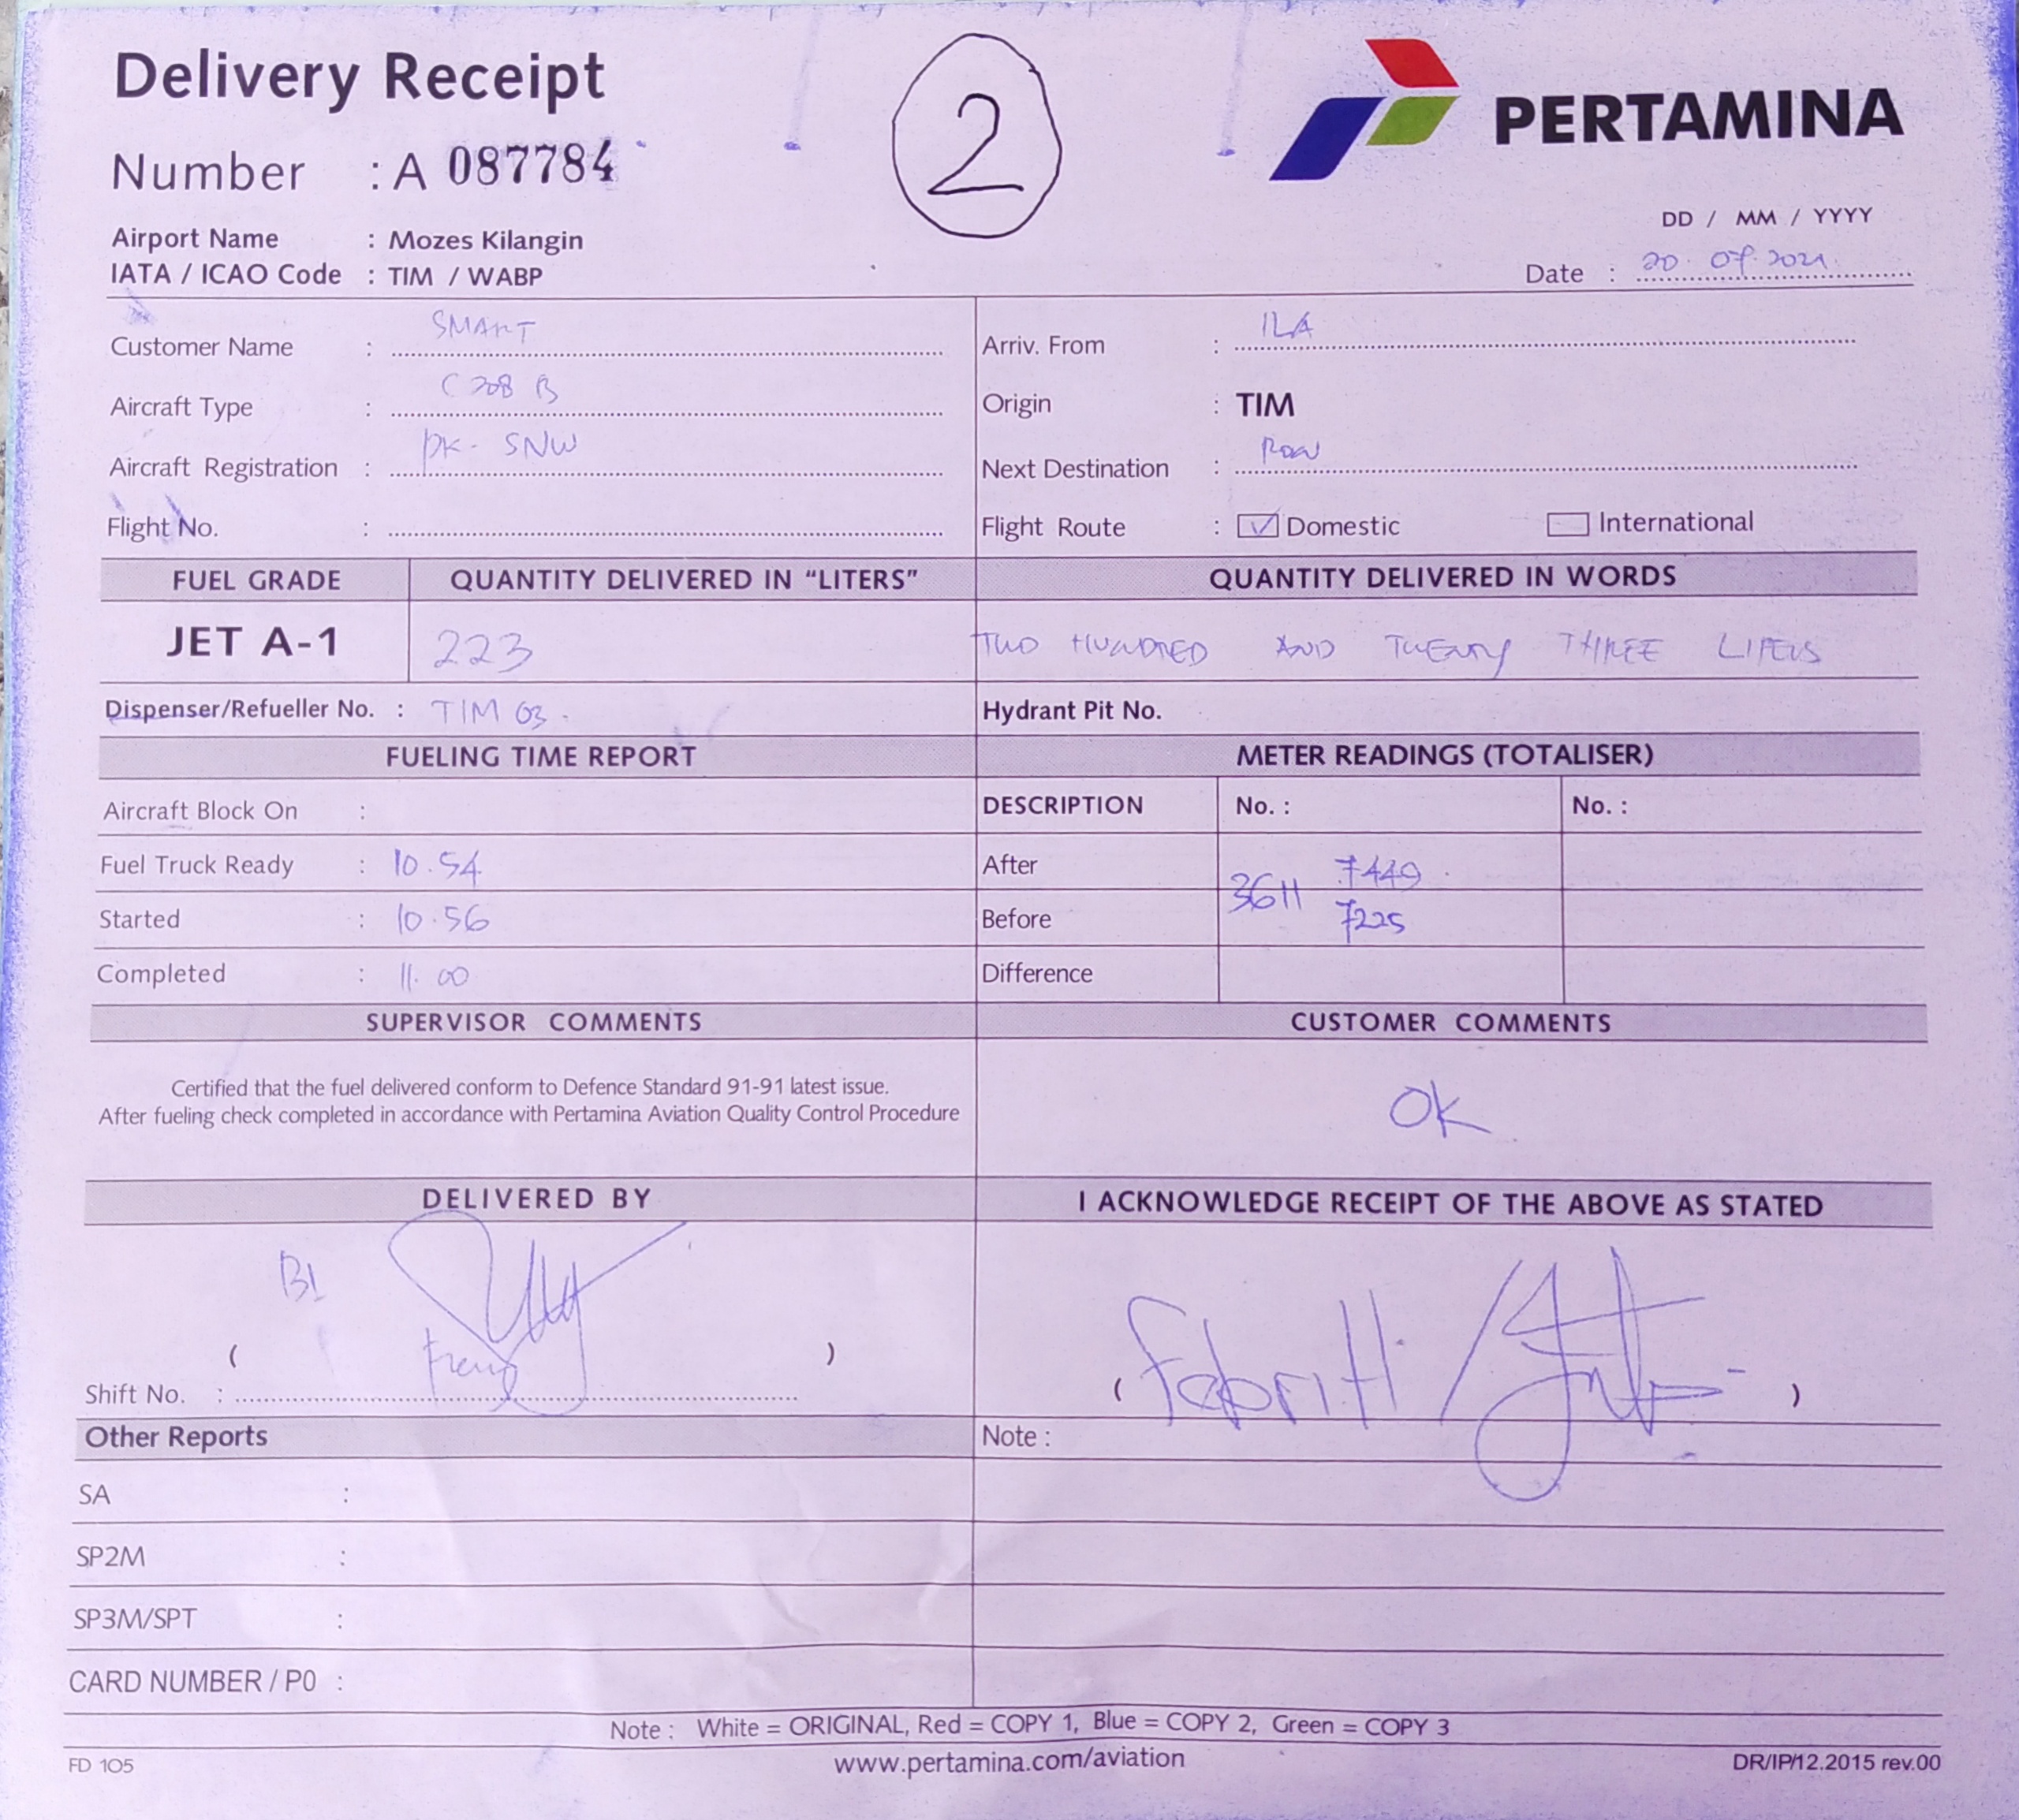 Delivery Receipt
2
PERTAMINA
Number : A 087784
DD / MM / YYYY
Airport Name : Mozes Kilangin
IATA / ICAO Code : TIM / WABP
Date : 20 . 07 . 2021
Customer Name : SMART
Arriv. From : ILA
Aircraft Type : C 208 B
Origin : TIM
Aircraft Registration : PK - SNW
Next Destination :
Flight No. :
Flight Route : ✓ Domestic International
FUEL GRADE QUANTITY DELIVERED IN “LITERS” QUANTITY DELIVERED IN WORDS
JET A-1 223 TWO HUNDRED AND TWENTY THREE LITERS
Dispenser/Refueller No. : TIM 03 .
Hydrant Pit No.
FUELING TIME REPORT METER READINGS (TOTALISER)
Aircraft Block On :
DESCRIPTION No. : No. :
Fuel Truck Ready : 10.54
After 7449
3611
Started : 10.56
Before 7225
Completed : 11.00
Difference
SUPERVISOR COMMENTS CUSTOMER COMMENTS
Certified that the fuel delivered conform to Defence Standard 91-91 latest issue.
After fueling check completed in accordance with Pertamina Aviation Quality Control Procedure
OK
DELIVERED BY I ACKNOWLEDGE RECEIPT OF THE ABOVE AS STATED
( )
( )
Shift No. :
Other Reports
Note :
SA :
SP2M :
SP3M/SPT :
CARD NUMBER / P0 :
Note : White = ORIGINAL, Red = COPY 1, Blue = COPY 2, Green = COPY 3
FD 105 www.pertamina.com/aviation DR/IP/12.2015 rev.00